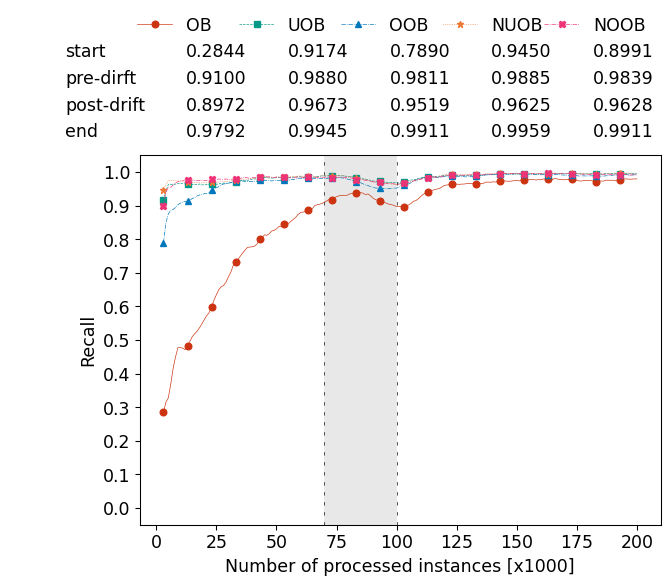 OB UOB OOB NUOB NOOB
start 0.2844 0.9174 0.7890 0.9450 0.8991
pre-dirft 0.9100 0.9880 0.9811 0.9885 0.9839
post-drift 0.8972 0.9673 0.9519 0.9625 0.9628
end 0.9792 0.9945 0.9911 0.9959 0.9911
1.0
0.9
0.8
0.7
0.6
0.5
0.4
0.3
0.2
0.1
0.0
Recall
0 25 50 75 100 125 150 175 200
Number of processed instances [x1000]